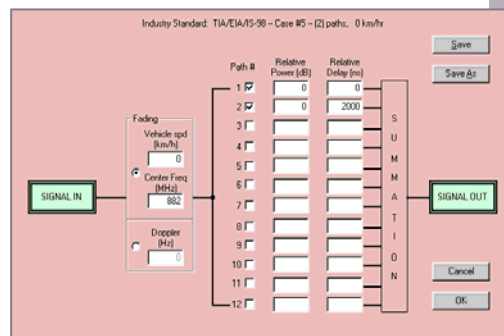 Industry Standard: TIA/EIA/IS-98 -- Case #5 -- (2) paths, 0 km/hr
Save
Save As
Path #
Relative Power (dB)
Relative Delay (ns)
1 0 0
2 0 2000
3
4
5
6
7
8
9
10
11
12
Fading
Vehicle spd
(km/h)
0
Center Freq
(MHz)
882
Doppler
(Hz)
0
SIGNAL IN
SUMMATION
SIGNAL OUT
Cancel
OK